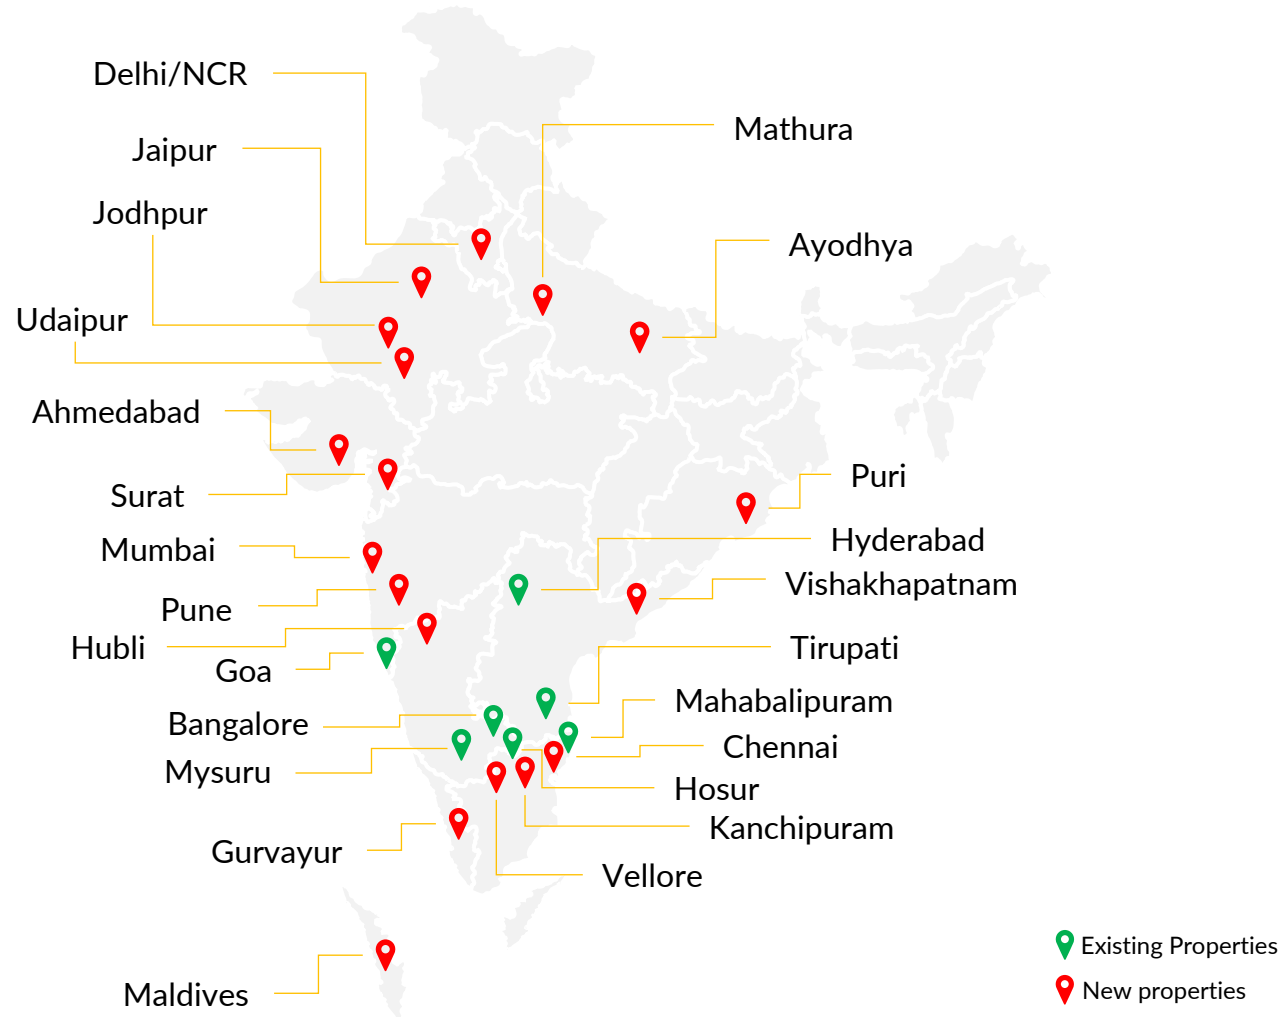 Delhi/NCR
Mathura
Jaipur
Jodhpur
Ayodhya
Udaipur
Ahmedabad
Puri
Surat
Hyderabad
Mumbai
Vishakhapatnam
Pune
Hubli
Tirupati
Goa
Mahabalipuram
Bangalore
Chennai
Mysuru
Hosur
Kanchipuram
Gurvayur
Vellore
Existing Properties
New properties
Maldives